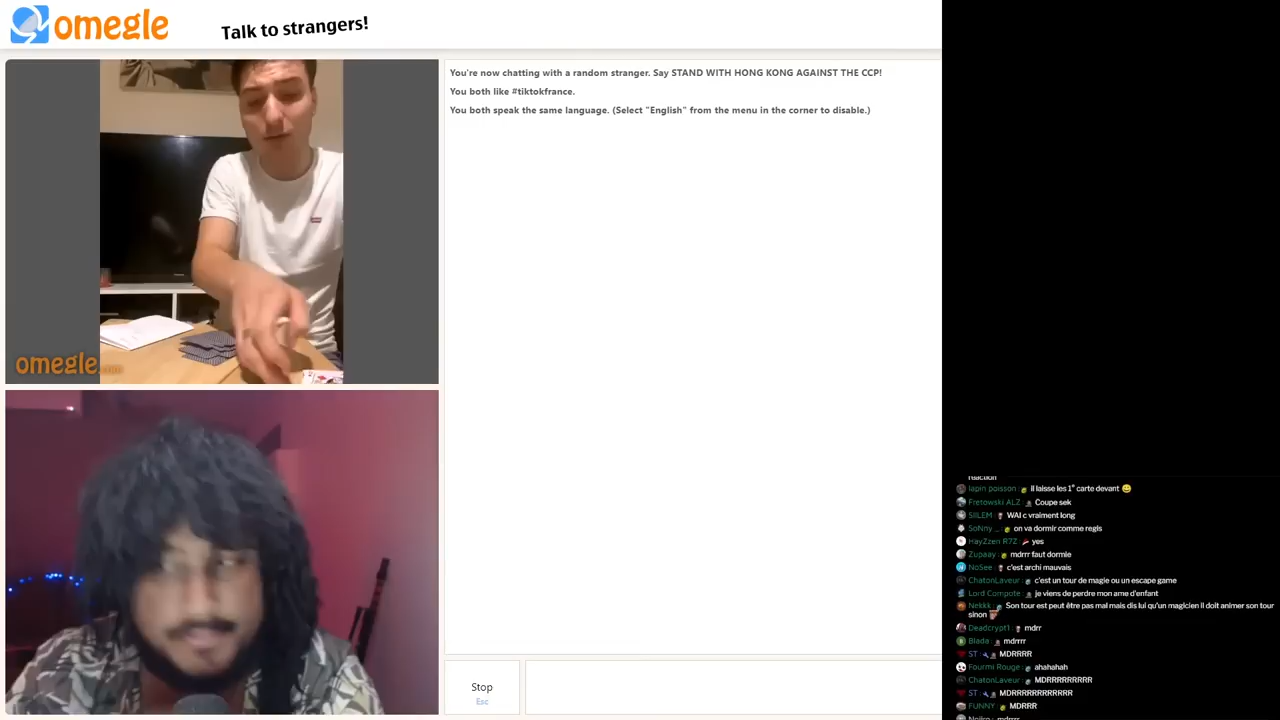 omegle
Talk to strangers!
You're now chatting with a random stranger. Say STAND WITH HONG KONG AGAINST THE CCP!
You both like #tiktokfrance.
You both speak the same language. (Select "English" from the menu in the corner to disable.)
omegle.com
Stop
Esc
réaction
lapin poisson : il laisse les 1° carte devant 😄
Fretowski ALZ : Coupe sek
SIILEM : WAI c vraiment long
SoNny _ : on va dormir comme regis
HayZzen R7Z : yes
Zupaay : mdrrr faut dormie
NoSee : c'est archi mauvais
ChatonLaveur : c'est un tour de magie ou un escape game
Lord Compote : je viens de perdre mon ame d'enfant
Nekkk : Son tour est peut être pas mal mais dis lui qu'un magicien il doit animer son tour
sinon
Deadcrypt1 : mdrr
Blada : mdrrrr
ST : MDRRRR
Fourmi Rouge : ahahahah
ChatonLaveur : MDRRRRRRRRR
ST : MDRRRRRRRRRRRR
FUNNY : MDRRR